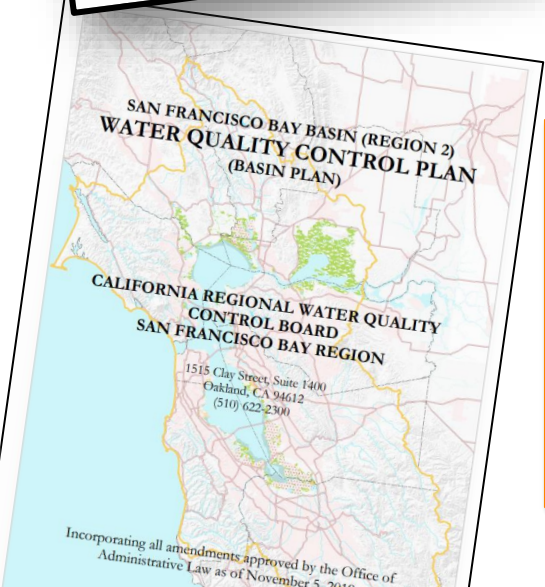 SAN FRANCISCO BAY BASIN (REGION 2)
WATER QUALITY CONTROL PLAN
(BASIN PLAN)
CALIFORNIA REGIONAL WATER QUALITY
CONTROL BOARD
SAN FRANCISCO BAY REGION
1515 Clay Street, Suite 1400
Oakland, CA 94612
(510) 622-2300
Incorporating all amendments approved by the Office of
Administrative Law as of November 5,